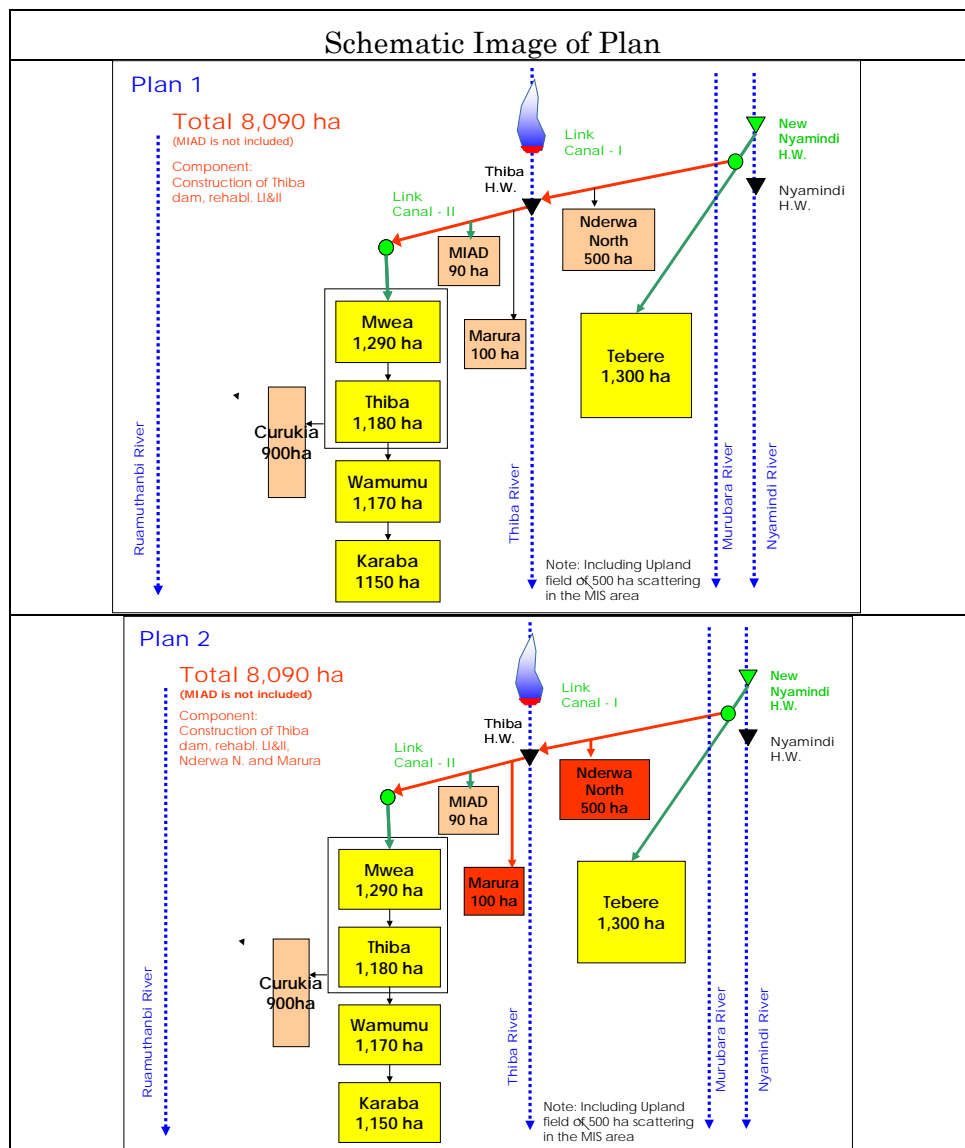 Schematic Image of Plan
Plan 1
Total 8,090 ha
(MIAD is not included)
Component:
Construction of Thiba
dam, rehabl. LI&II
Link
Canal - I
New
Nyamindi
H.W.
Thiba
H.W.
Nyamindi
H.W.
Link
Canal - II
Nderwa
North
500 ha
MIAD
90 ha
Mwea
1,290 ha
Marura
100 ha
Tebere
1,300 ha
Thiba
1,180 ha
Curukia
900ha
Wamumu
1,170 ha
Karaba
1150 ha
Ruamuthanbi River
Thiba River
Murubara River
Nyamindi River
Note: Including Upland
field of 500 ha scattering
in the MIS area
Plan 2
Total 8,090 ha
(MIAD is not included)
Component:
Construction of Thiba
dam, rehabl. LI&II,
Nderwa N. and Marura
Link
Canal - I
New
Nyamindi
H.W.
Thiba
H.W.
Nyamindi
H.W.
Link
Canal - II
Nderwa
North
500 ha
MIAD
90 ha
Mwea
1,290 ha
Marura
100 ha
Tebere
1,300 ha
Thiba
1,180 ha
Curukia
900ha
Wamumu
1,170 ha
Karaba
1,150 ha
Ruamuthanbi River
Thiba River
Murubara River
Nyamindi River
Note: Including Upland
field of 500 ha scattering
in the MIS area